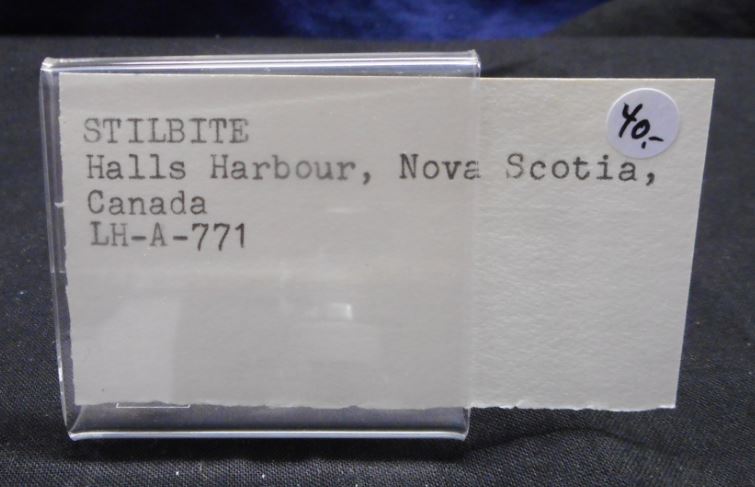 STILBITE
Halls Harbour, Nova Scotia,
Canada
LH-A-771
40.-